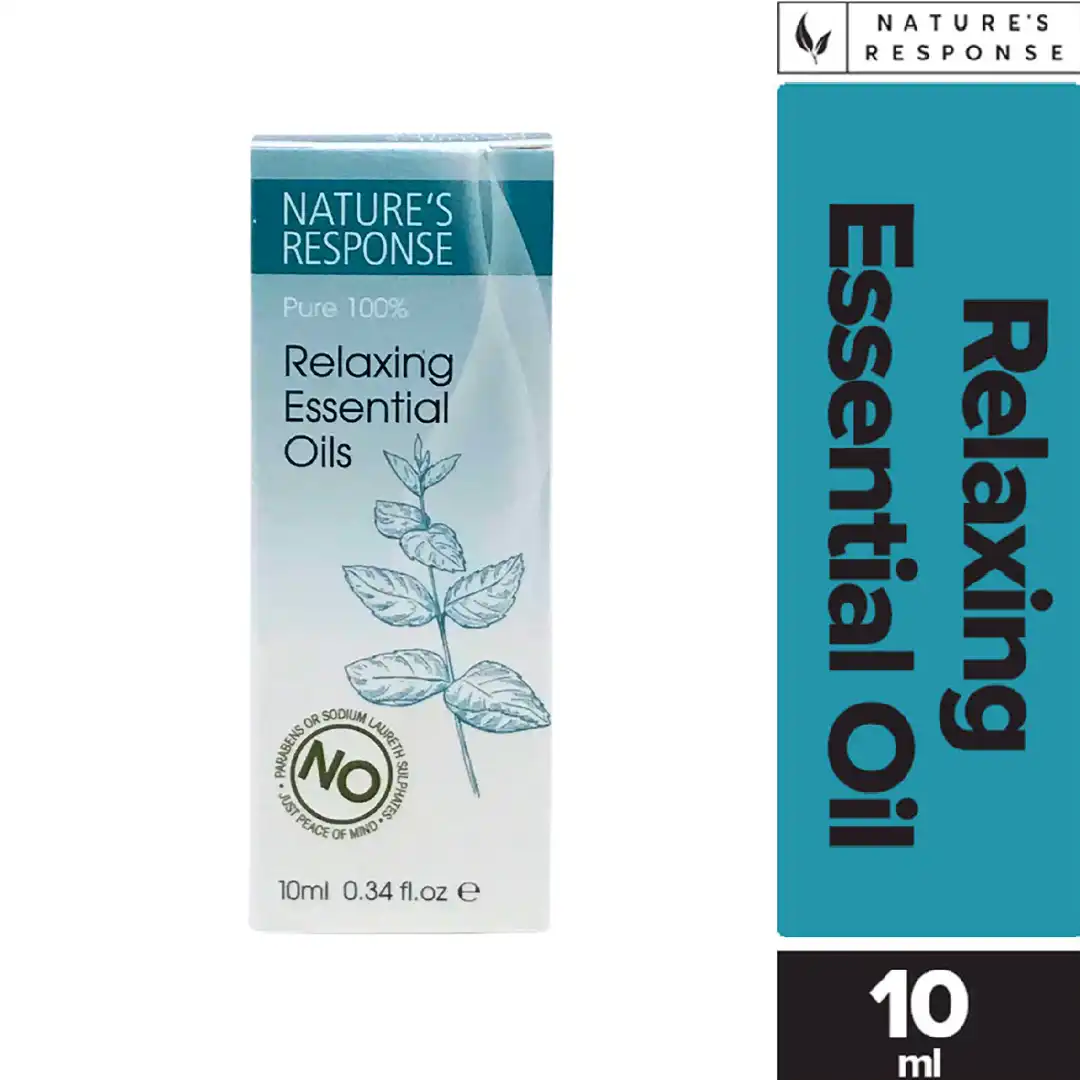 NATURE'S
RESPONSE
NATURE‘S
RESPONSE
Pure 100%
Relaxing
Essential
Oils
PARABENS OR SODIUM LAURETH SULPHATES •
NO
• JUST PEACE OF MIND
10ml 0.34 fl.oz ℮
Relaxing
Essential Oil
10
ml